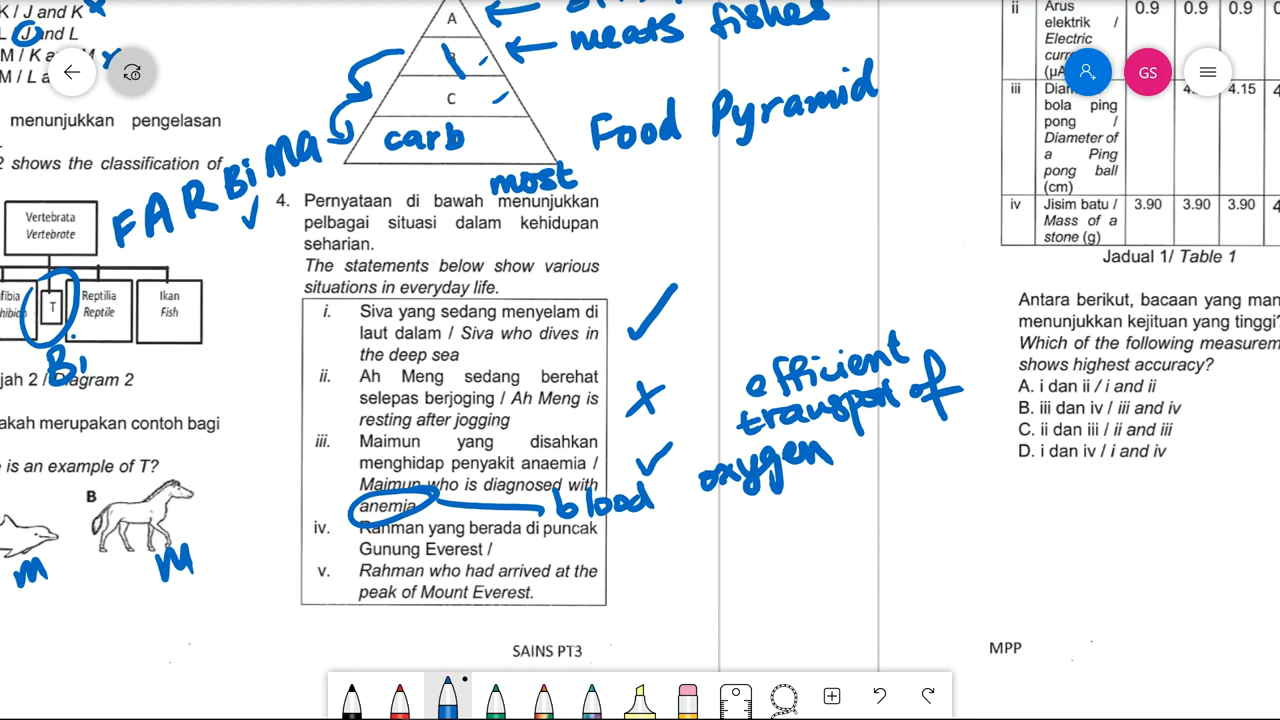 K / J and K
L J and L
M / K a
M / L a
menunjukkan pengelasan
2 shows the classification of
Vertebrata
Vertebrate
T
Reptilia
Reptile
Ikan
Fish
Bi
jah 2 / Diagram 2
akah merupakan contoh bagi
e is an example of T?
B
m
M
FARBiMa
A
meats fishes
C
carb
most
Food Pyramid
4. Pernyataan di bawah menunjukkan
pelbagai situasi dalam kehidupan
seharian.
The statements below show various
situations in everyday life.
i. Siva yang sedang menyelam di
laut dalam / Siva who dives in
the deep sea
ii. Ah Meng sedang berehat
selepas berjoging / Ah Meng is
resting after jogging
iii. Maimun yang disahkan
menghidap penyakit anaemia /
Maimun who is diagnosed with
anemia
iv. Rahman yang berada di puncak
Gunung Everest /
v. Rahman who had arrived at the
peak of Mount Everest.
blood
efficient
transport of
oxygen
SAINS PT3
GS
ii Arus 0.9 0.9 0.9
elektrik /
Electric
(µA
iii 4.15
bola ping
pong /
Diameter of
a Ping
pong ball
(cm)
iv Jisim batu / 3.90 3.90 3.90
Mass of a
stone (g)
Jadual 1/ Table 1
Antara berikut, bacaan yang man
menunjukkan kejituan yang tinggi?
Which of the following measurem
shows highest accuracy?
A. i dan ii / i and ii
B. iii dan iv / iii and iv
C. ii dan iii / ii and iii
D. i dan iv / i and iv
MPP